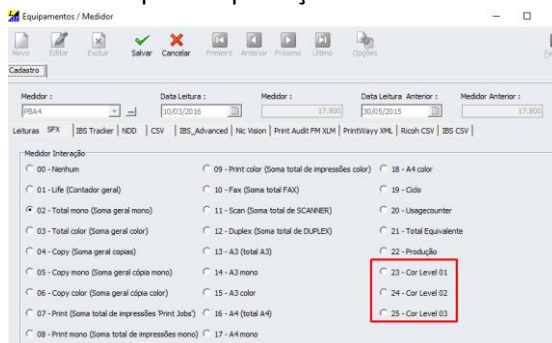 Equipamentos / Medidor
Novo Editar Excluir Salvar Cancelar Primeiro Anterior Próximo Último Opções
Cadastro
Medidor : Data Leitura : Medidor : Data Leitura Anterior : Medidor Anterior :
PBA4 ... 10/03/2016 17.800 30/05/2015 17.800
Leituras SFX IBS Tracker NDD CSV IBS_Advanced Nic Vision Print Audit FM XLM PrintWayy XML Ricoh CSV IBS CSV
Medidor Interação
00 - Nenhum
01 - Life (Contador geral)
02 - Total mono (Soma geral mono)
03 - Total color (Soma geral color)
04 - Copy (Soma geral copias)
05 - Copy mono (Soma geral cópia mono)
06 - Copy color (Soma geral cópia color)
07 - Print (Soma total de impressões 'Print Jobs')
08 - Print mono (Soma total de impressões mono)
09 - Print color (Soma total de impressões color)
10 - Fax (Soma total FAX)
11 - Scan (Soma total de SCANNER)
12 - Duplex (Soma total de DUPLEX)
13 - A3 (total A3)
14 - A3 mono
15 - A3 color
16 - A4 (total A4)
17 - A4 mono
18 - A4 color
19 - Ciclo
20 - Usagecounter
21 - Total Equivalente
22 - Produção
23 - Cor Level 01
24 - Cor Level 02
25 - Cor Level 03